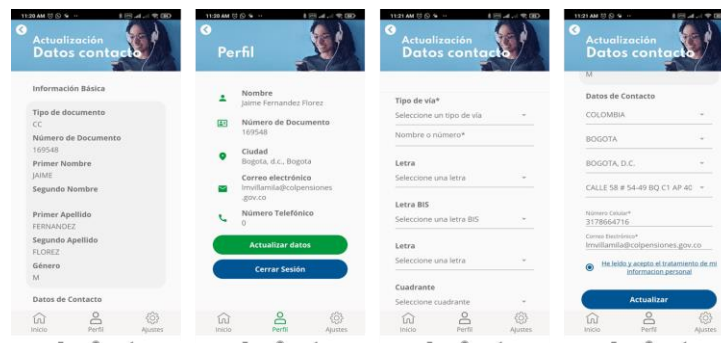 11:20 AM
Actualización
Datos contacto
Información Básica
Tipo de documento
CC
Número de Documento
169548
Primer Nombre
JAIME
Segundo Nombre
Primer Apellido
FERNANDEZ
Segundo Apellido
FLOREZ
Género
M
Datos de Contacto
Inicio
Perfil
Ajustes
11:20 AM
Perfil
Nombre
Jaime Fernandez Florez
Número de Documento
169548
Ciudad
Bogota, d.c., Bogota
Correo electrónico
lmvillamila@colpensiones
.gov.co
Número Telefónico
0
Actualizar datos
Cerrar Sesión
Inicio
Perfil
Ajustes
11:21 AM
Actualización
Datos contacto
Tipo de vía*
Seleccione un tipo de vía
Nombre o número*
Letra
Seleccione una letra
Letra BIS
Seleccione una letra BIS
Letra
Seleccione una letra
Cuadrante
Seleccione cuadrante
Inicio
Perfil
Ajustes
11:21 AM
Actualización
Datos contacto
M
Datos de Contacto
COLOMBIA
BOGOTA
BOGOTA, D.C.
CALLE 58 # 54-49 BQ C1 AP 40
Número Celular*
3178664716
Correo Electrónico*
lmvillamila@colpensiones.gov.co
He leído y acepto el tratamiento de mi
informacion personal
Actualizar
Inicio
Perfil
Ajustes